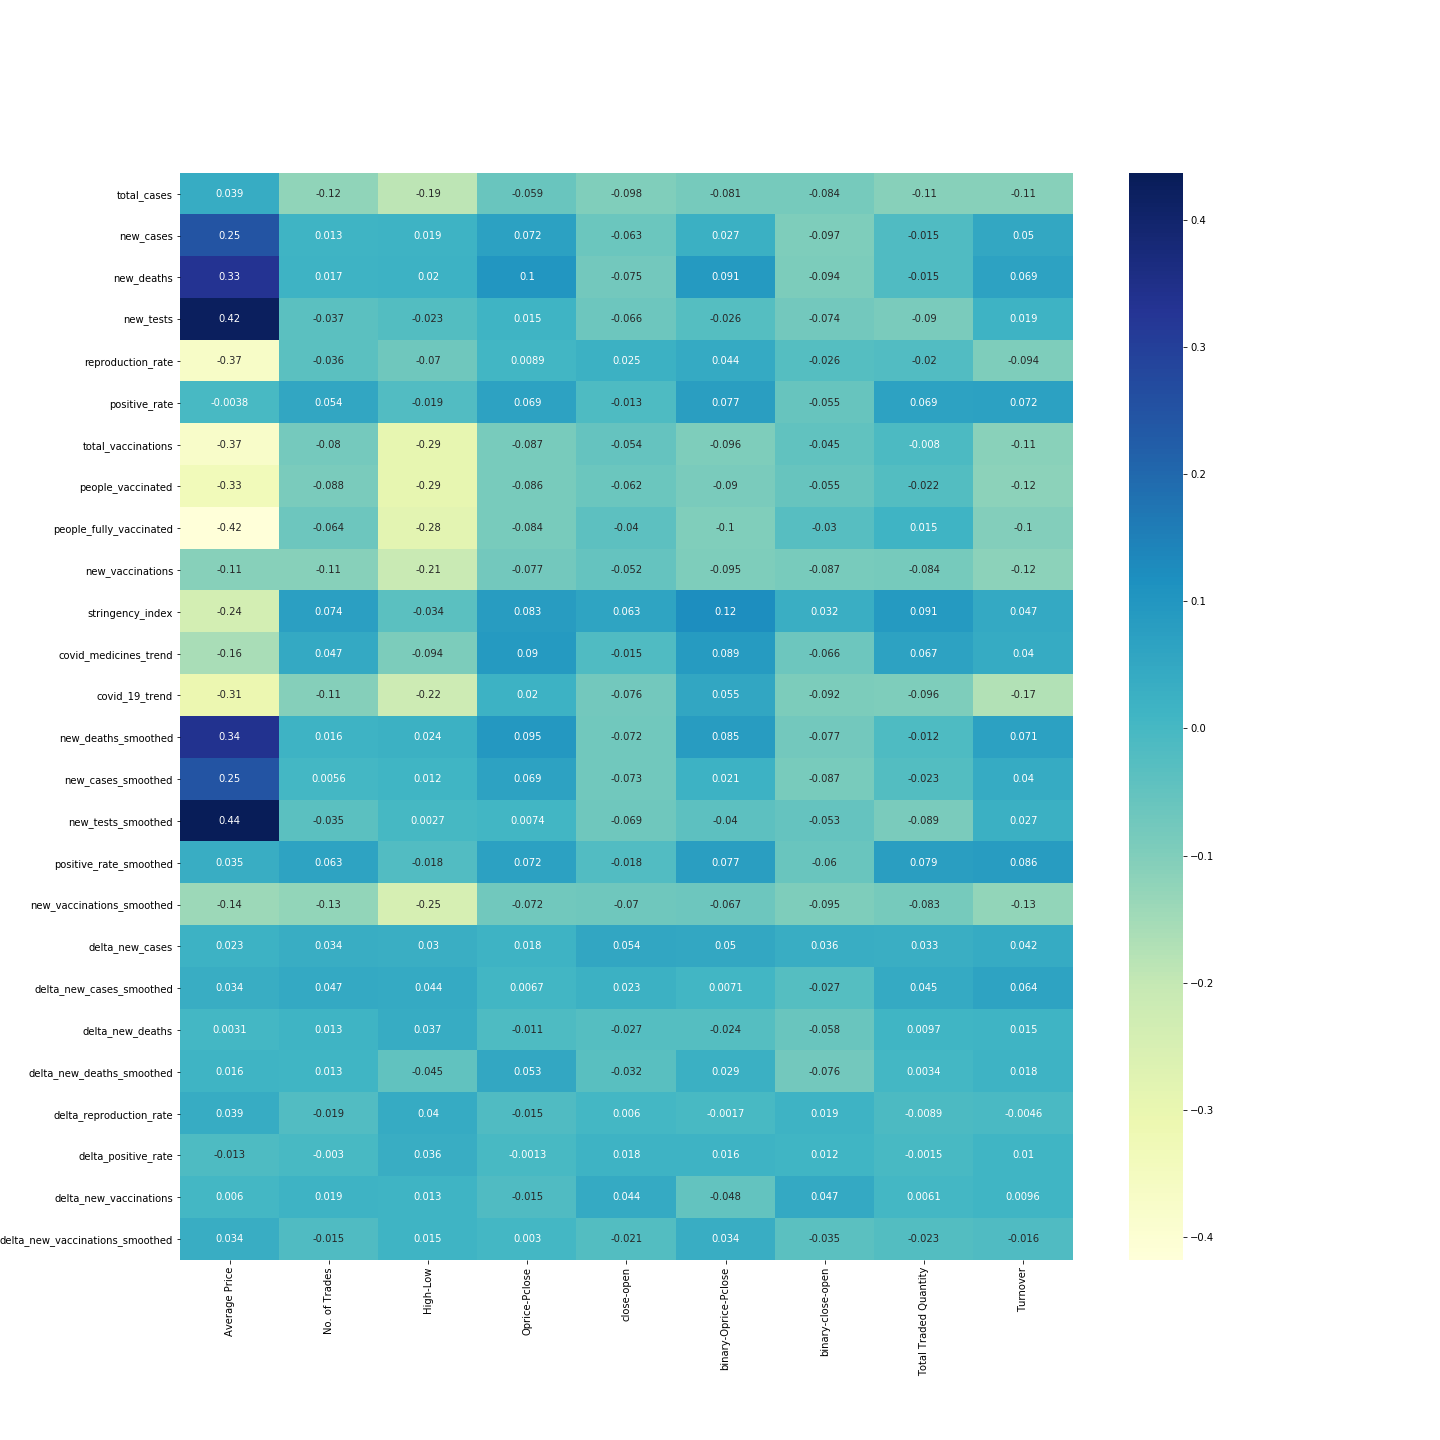 total_cases 0.039 -0.12 -0.19 -0.059 -0.098 -0.081 -0.084 -0.11 -0.11
new_cases 0.25 0.013 0.019 0.072 -0.063 0.027 -0.097 -0.015 0.05
new_deaths 0.33 0.017 0.02 0.1 -0.075 0.091 -0.094 -0.015 0.069
new_tests 0.42 -0.037 -0.023 0.015 -0.066 -0.026 -0.074 -0.09 0.019
reproduction_rate -0.37 -0.036 -0.07 0.0089 0.025 0.044 -0.026 -0.02 -0.094
positive_rate -0.0038 0.054 -0.019 0.069 -0.013 0.077 -0.055 0.069 0.072
total_vaccinations -0.37 -0.08 -0.29 -0.087 -0.054 -0.096 -0.045 -0.008 -0.11
people_vaccinated -0.33 -0.088 -0.29 -0.086 -0.062 -0.09 -0.055 -0.022 -0.12
people_fully_vaccinated -0.42 -0.064 -0.28 -0.084 -0.04 -0.1 -0.03 0.015 -0.1
new_vaccinations -0.11 -0.11 -0.21 -0.077 -0.052 -0.095 -0.087 -0.084 -0.12
stringency_index -0.24 0.074 -0.034 0.083 0.063 0.12 0.032 0.091 0.047
covid_medicines_trend -0.16 0.047 -0.094 0.09 -0.015 0.089 -0.066 0.067 0.04
covid_19_trend -0.31 -0.11 -0.22 0.02 -0.076 0.055 -0.092 -0.096 -0.17
new_deaths_smoothed 0.34 0.016 0.024 0.095 -0.072 0.085 -0.077 -0.012 0.071
new_cases_smoothed 0.25 0.0056 0.012 0.069 -0.073 0.021 -0.087 -0.023 0.04
new_tests_smoothed 0.44 -0.035 0.0027 0.0074 -0.069 -0.04 -0.053 -0.089 0.027
positive_rate_smoothed 0.035 0.063 -0.018 0.072 -0.018 0.077 -0.06 0.079 0.086
new_vaccinations_smoothed -0.14 -0.13 -0.25 -0.072 -0.07 -0.067 -0.095 -0.083 -0.13
delta_new_cases 0.023 0.034 0.03 0.018 0.054 0.05 0.036 0.033 0.042
delta_new_cases_smoothed 0.034 0.047 0.044 0.0067 0.023 0.0071 -0.027 0.045 0.064
delta_new_deaths 0.0031 0.013 0.037 -0.011 -0.027 -0.024 -0.058 0.0097 0.015
delta_new_deaths_smoothed 0.016 0.013 -0.045 0.053 -0.032 0.029 -0.076 0.0034 0.018
delta_reproduction_rate 0.039 -0.019 0.04 -0.015 0.006 -0.0017 0.019 -0.0089 -0.0046
delta_positive_rate -0.013 -0.003 0.036 -0.0013 0.018 0.016 0.012 -0.0015 0.01
delta_new_vaccinations 0.006 0.019 0.013 -0.015 0.044 -0.048 0.047 0.0061 0.0096
delta_new_vaccinations_smoothed 0.034 -0.015 0.015 0.003 -0.021 0.034 -0.035 -0.023 -0.016
Average Price
No. of Trades
High-Low
Oprice-Pclose
close-open
binary-Oprice-Pclose
binary-close-open
Total Traded Quantity
Turnover
0.4
0.3
0.2
0.1
0.0
−0.1
−0.2
−0.3
−0.4